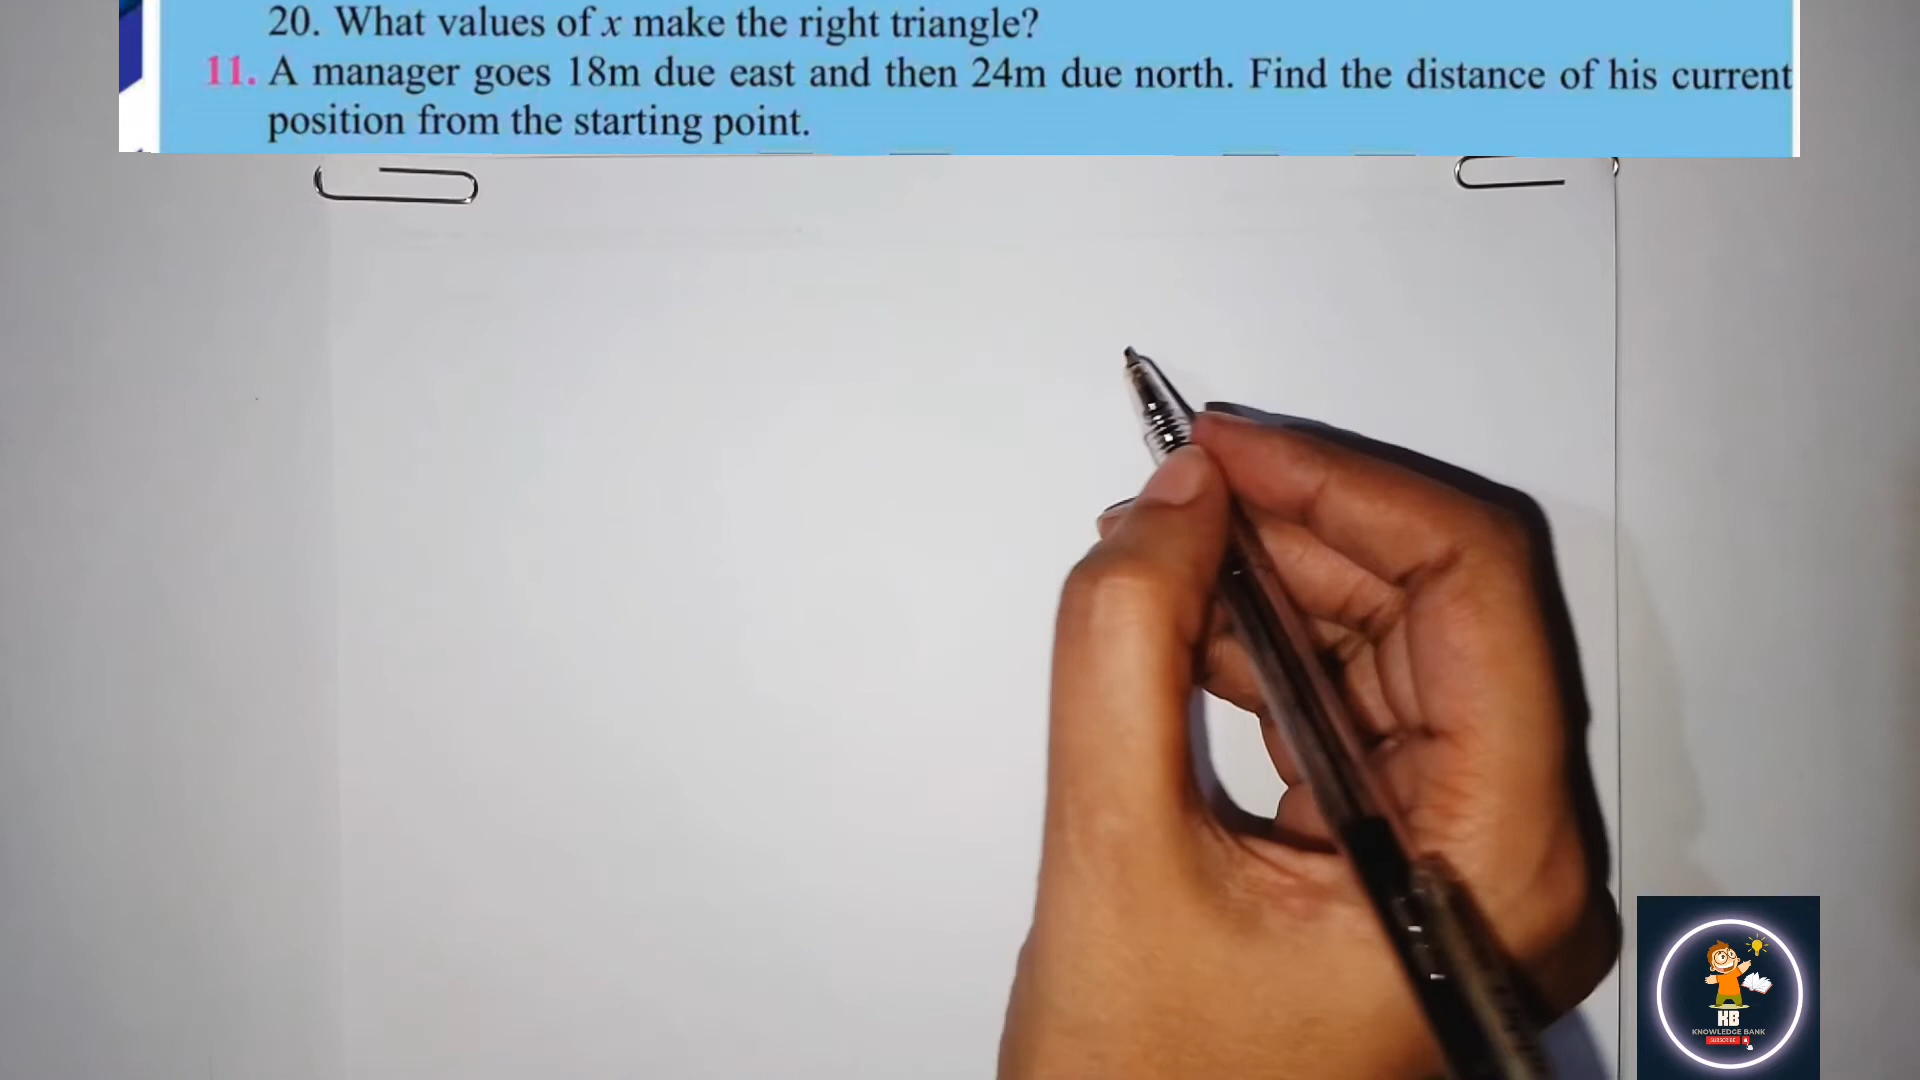 20. What values of x make the right triangle?
11. A manager goes 18m due east and then 24m due north. Find the distance of his current
position from the starting point.
KB
KNOWLEDGE BANK
SUBSCRIBE